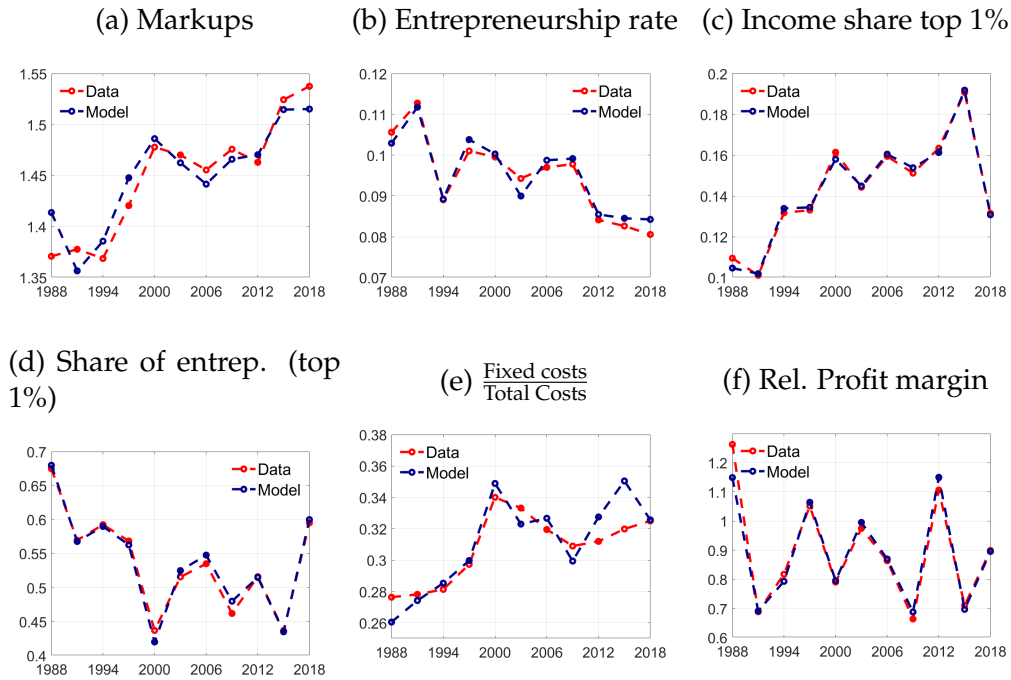 (a) Markups
(b) Entrepreneurship rate
(c) Income share top 1%
1.55
1.5
1.45
1.4
1.35
Data
Model
1988 1994 2000 2006 2012 2018
0.12
0.11
0.1
0.09
0.08
0.07
Data
Model
1988 1994 2000 2006 2012 2018
0.2
0.18
0.16
0.14
0.12
0.1
Data
Model
1988 1994 2000 2006 2012 2018
(d) Share of entrep. (top
1%)
(e) Fixed costs
Total Costs
(f) Rel. Profit margin
0.7
0.65
0.6
0.55
0.5
0.45
0.4
Data
Model
1988 1994 2000 2006 2012 2018
0.38
0.36
0.34
0.32
0.3
0.28
0.26
Data
Model
1988 1994 2000 2006 2012 2018
1.2
1.1
1
0.9
0.8
0.7
0.6
Data
Model
1988 1994 2000 2006 2012 2018